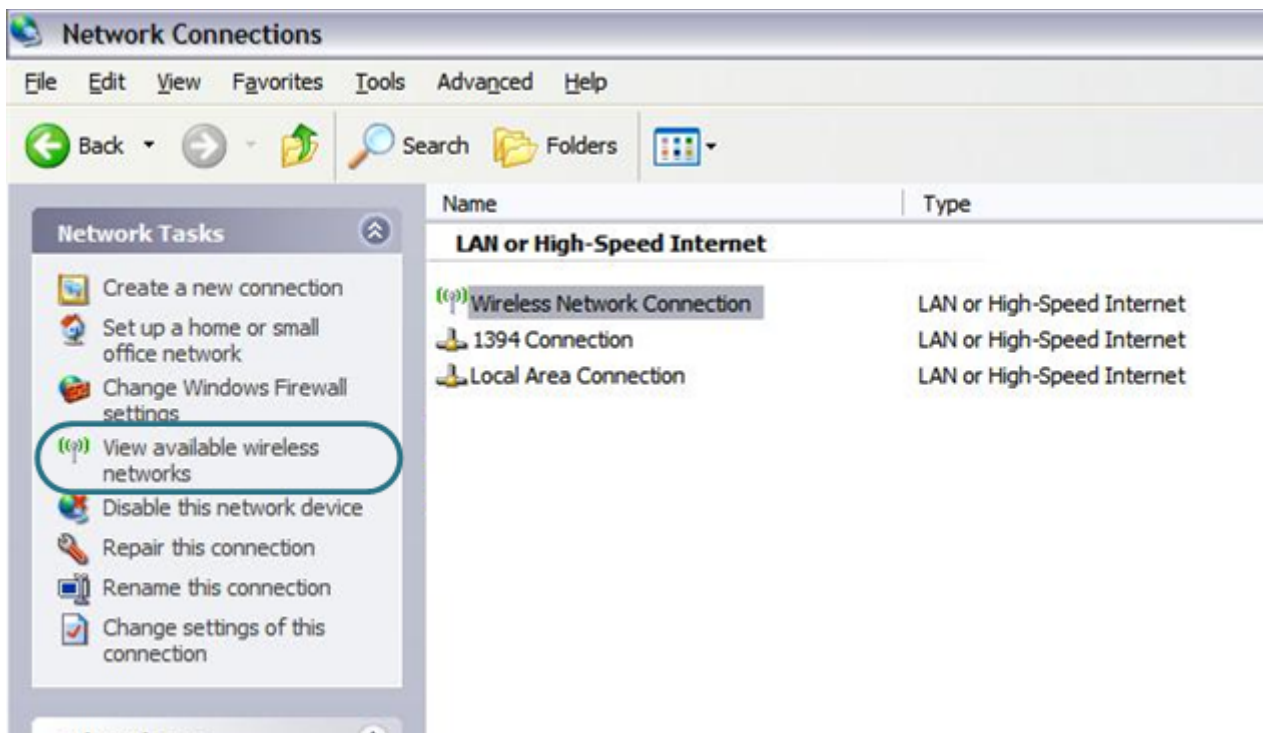 Network Connections
File Edit View Favorites Tools Advanced Help
Back Search Folders
Name Type
Network Tasks
LAN or High-Speed Internet
Create a new connection
Set up a home or small
office network
Change Windows Firewall
settings
View available wireless
networks
Disable this network device
Repair this connection
Rename this connection
Change settings of this
connection
Wireless Network Connection LAN or High-Speed Internet
1394 Connection LAN or High-Speed Internet
Local Area Connection LAN or High-Speed Internet